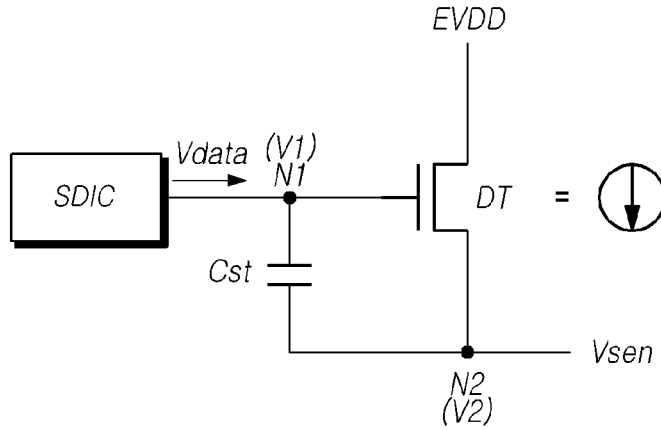 EVDD
Vdata
(V1)
N1
SDIC
DT
=
Cst
Vsen
N2
(V2)